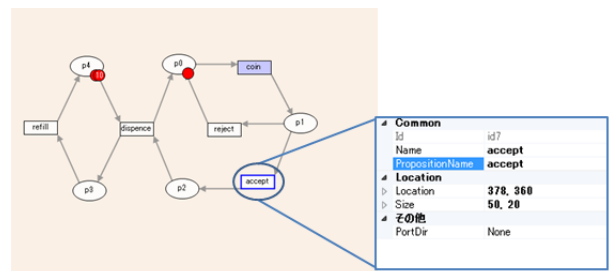 p4
10
p0
coin
refill
dispence
reject
p1
p3
p2
accept
Common
Id id7
Name accept
PropositionName accept
Location
Location 378, 360
Size 50, 20
その他
PortDir None